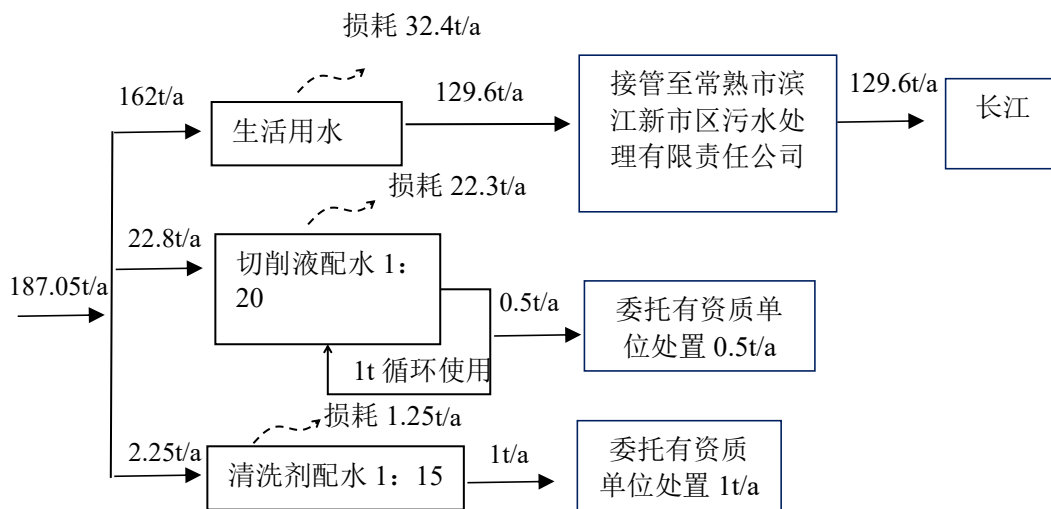 损耗 32.4t/a
162t/a
生活用水
129.6t/a
接管至常熟市滨
江新市区污水处
理有限责任公司
129.6t/a
长江
损耗 22.3t/a
22.8t/a
切削液配水 1：
20
187.05t/a
0.5t/a
委托有资质单
位处置 0.5t/a
1t 循环使用
损耗 1.25t/a
2.25t/a
清洗剂配水 1：15
1t/a
委托有资质
单位处置 1t/a